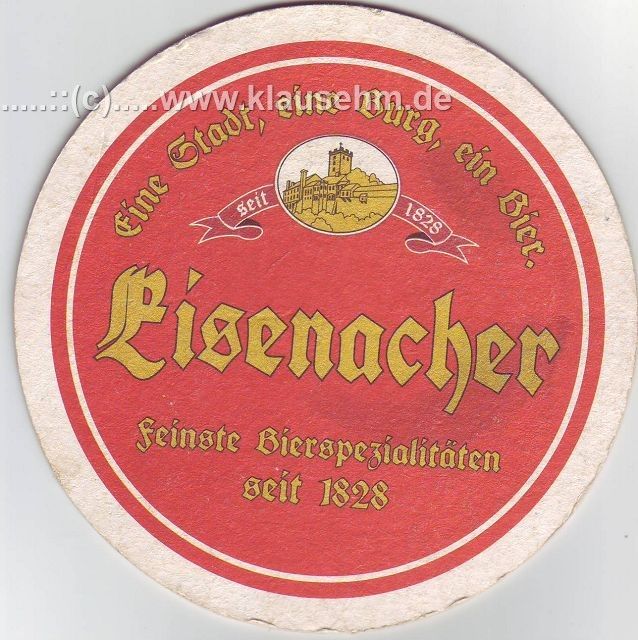 .....::(c).....www.klausehm.de
Eine Stadt, eine Burg, ein Bier.
seit 1828
Eisenacher
Feinste Bierspezialitäten
seit 1828